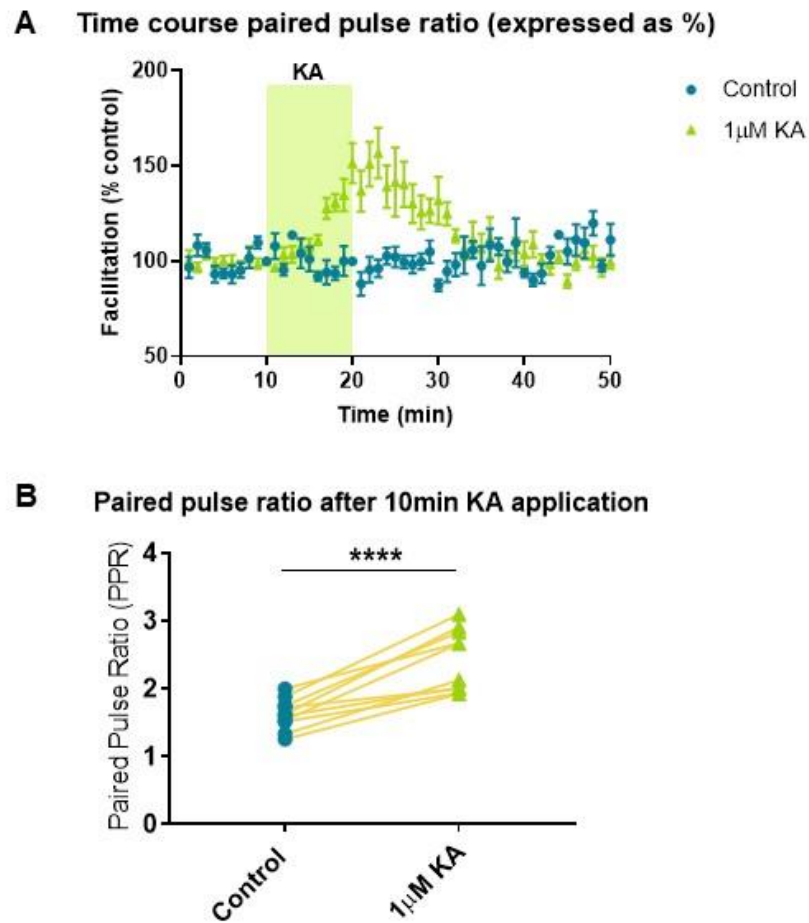 A Time course paired pulse ratio (expressed as %)
KA
Control
1μM KA
200
150
100
50
Facilitation (% control)
0 10 20 30 40 50
Time (min)
B Paired pulse ratio after 10min KA application
****
4
3
2
1
0
Paired Pulse Ratio (PPR)
Control
1μM KA